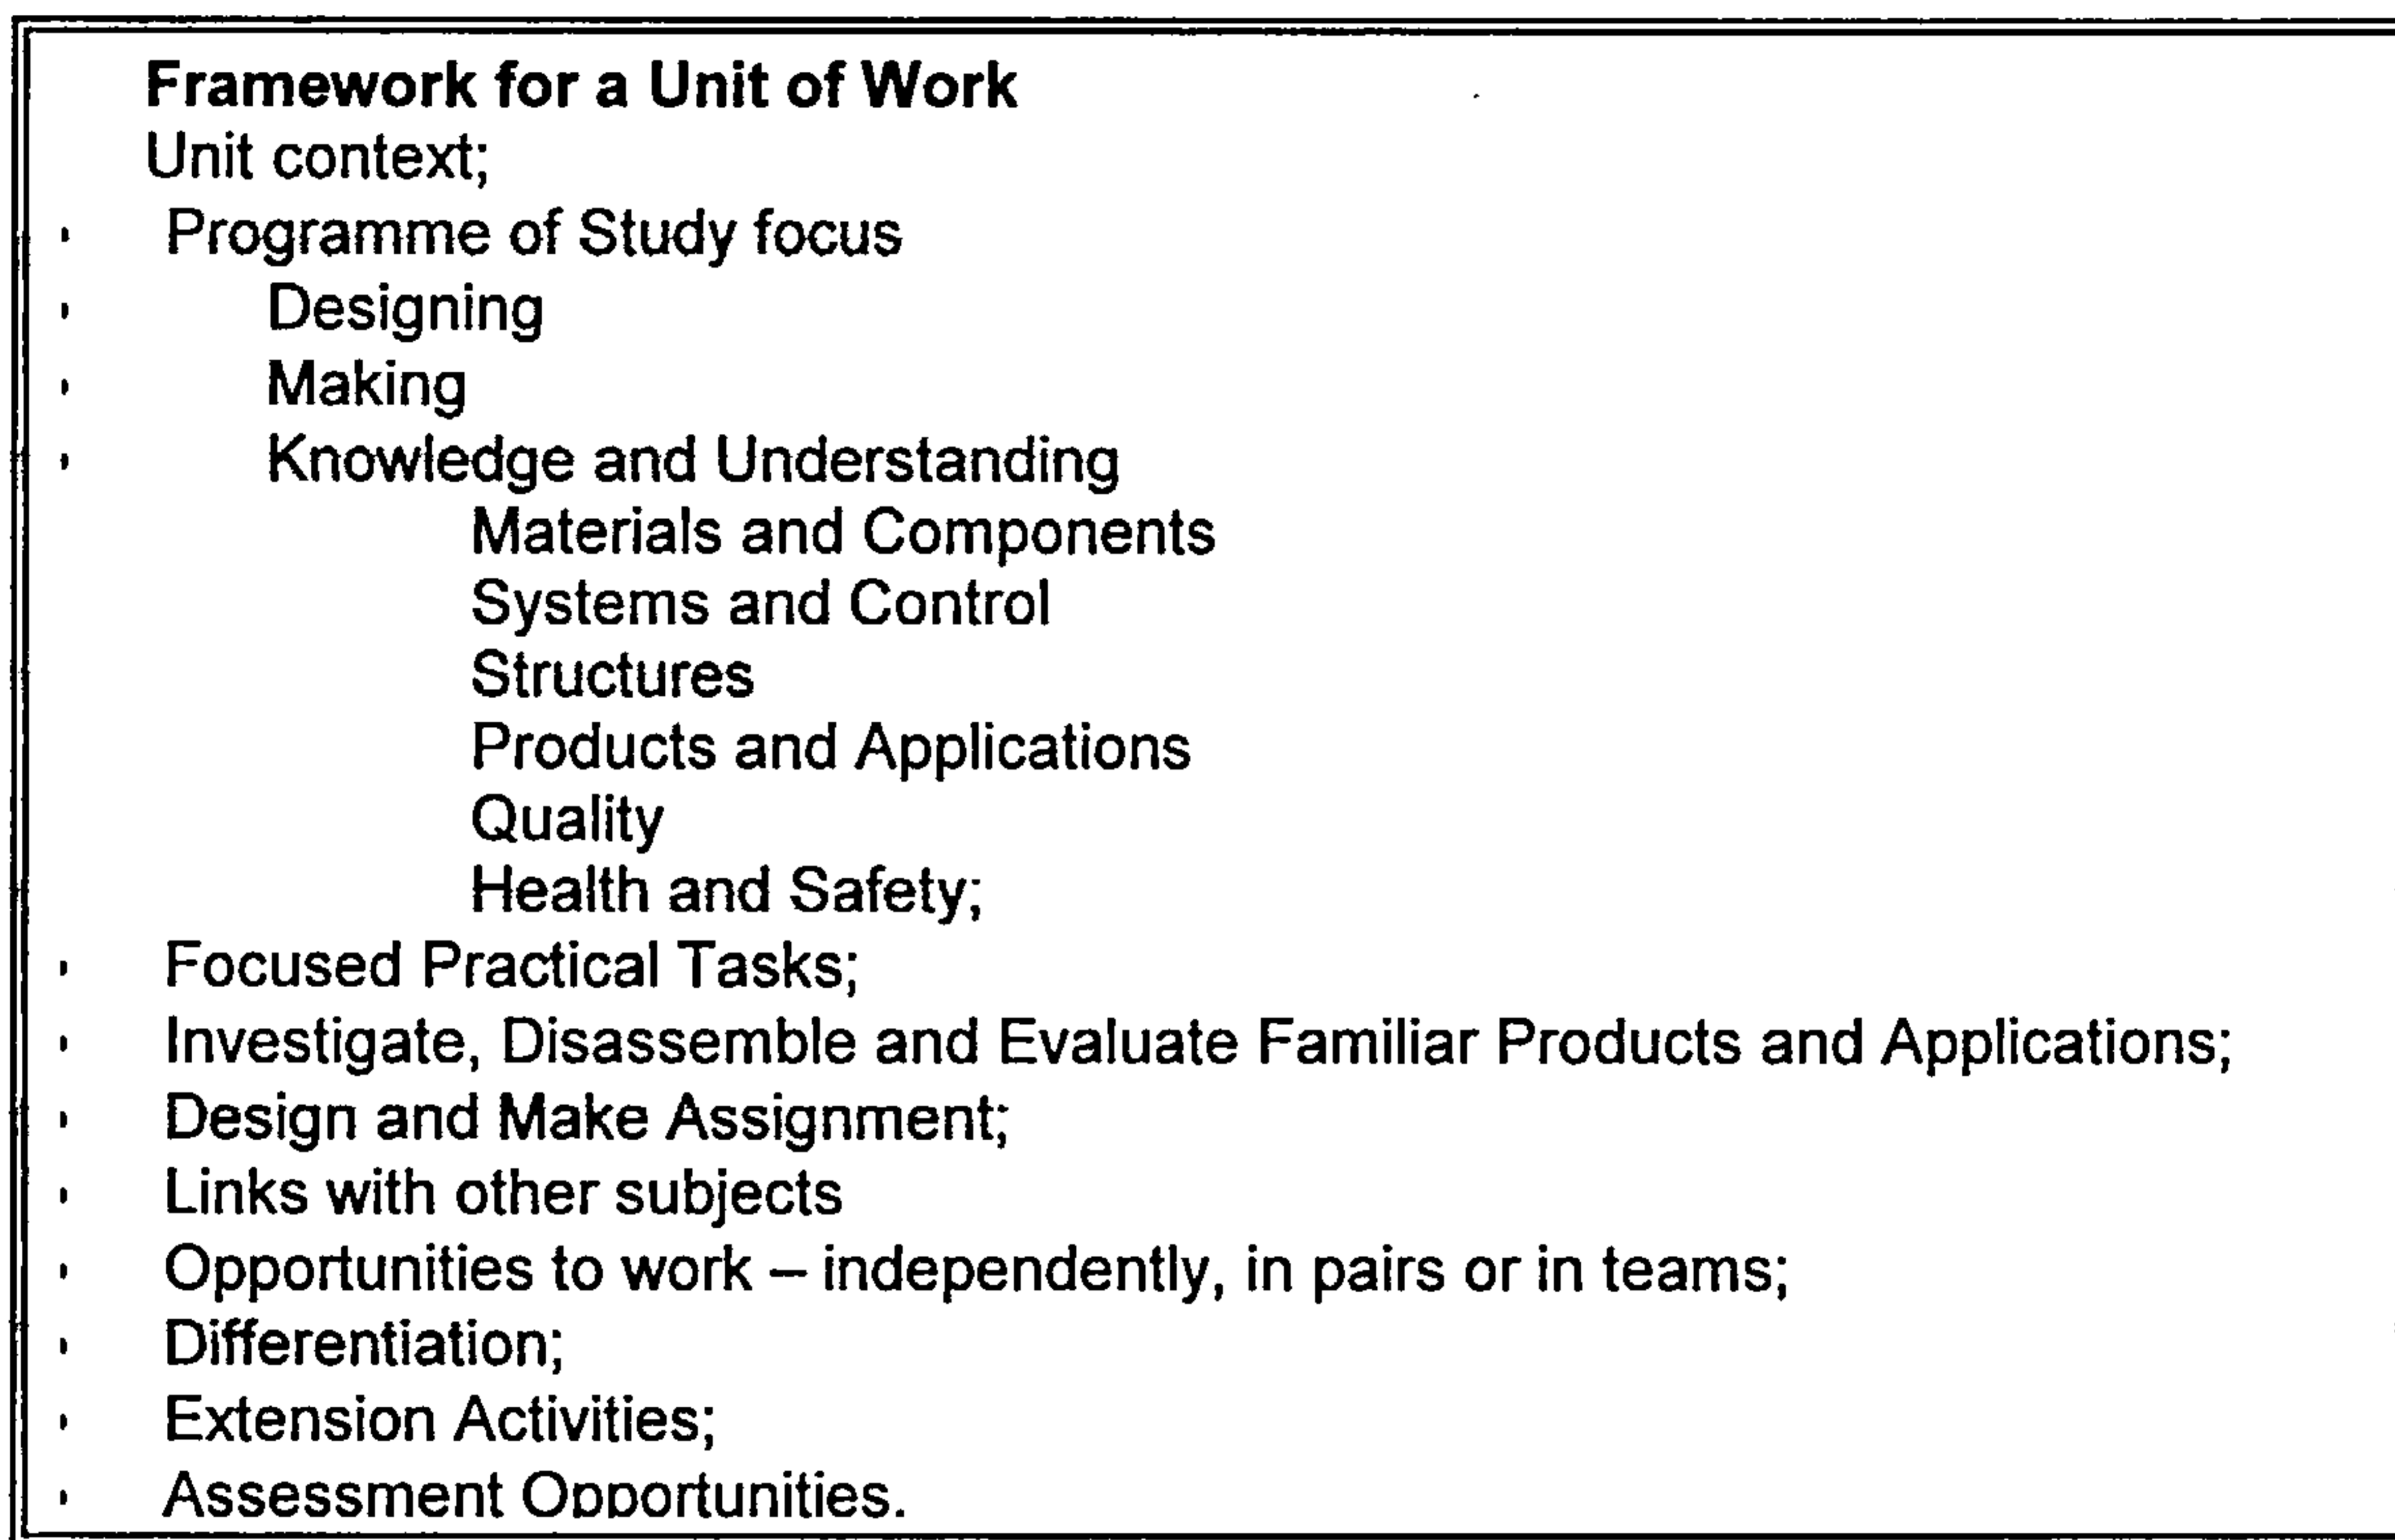 Framework for a Unit of Work
Unit context;
Programme of Study focus
Designing
Making
Knowledge and Understanding
Materials and Components
Systems and Control
Structures
Products and Applications
Quality
Health and Safety;
Focused Practical Tasks;
Investigate, Disassemble and Evaluate Familiar Products and Applications;
Design and Make Assignment;
Links with other subjects
Opportunities to work – independently, in pairs or in teams;
Differentiation;
Extension Activities;
Assessment Opportunities.